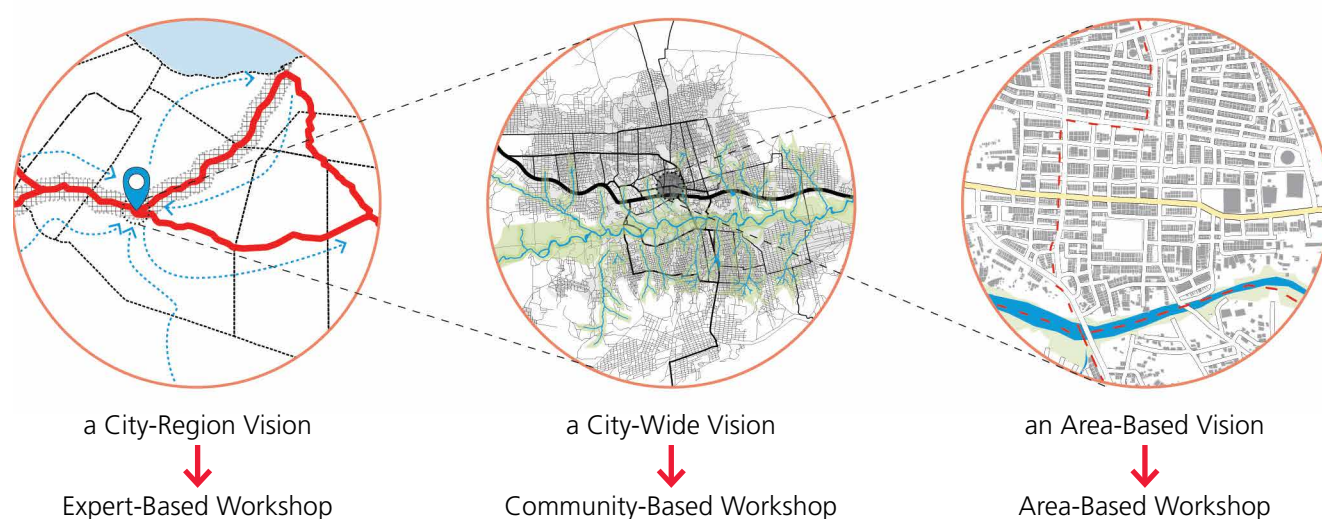 a City-Region Vision
a City-Wide Vision
an Area-Based Vision
Expert-Based Workshop
Community-Based Workshop
Area-Based Workshop